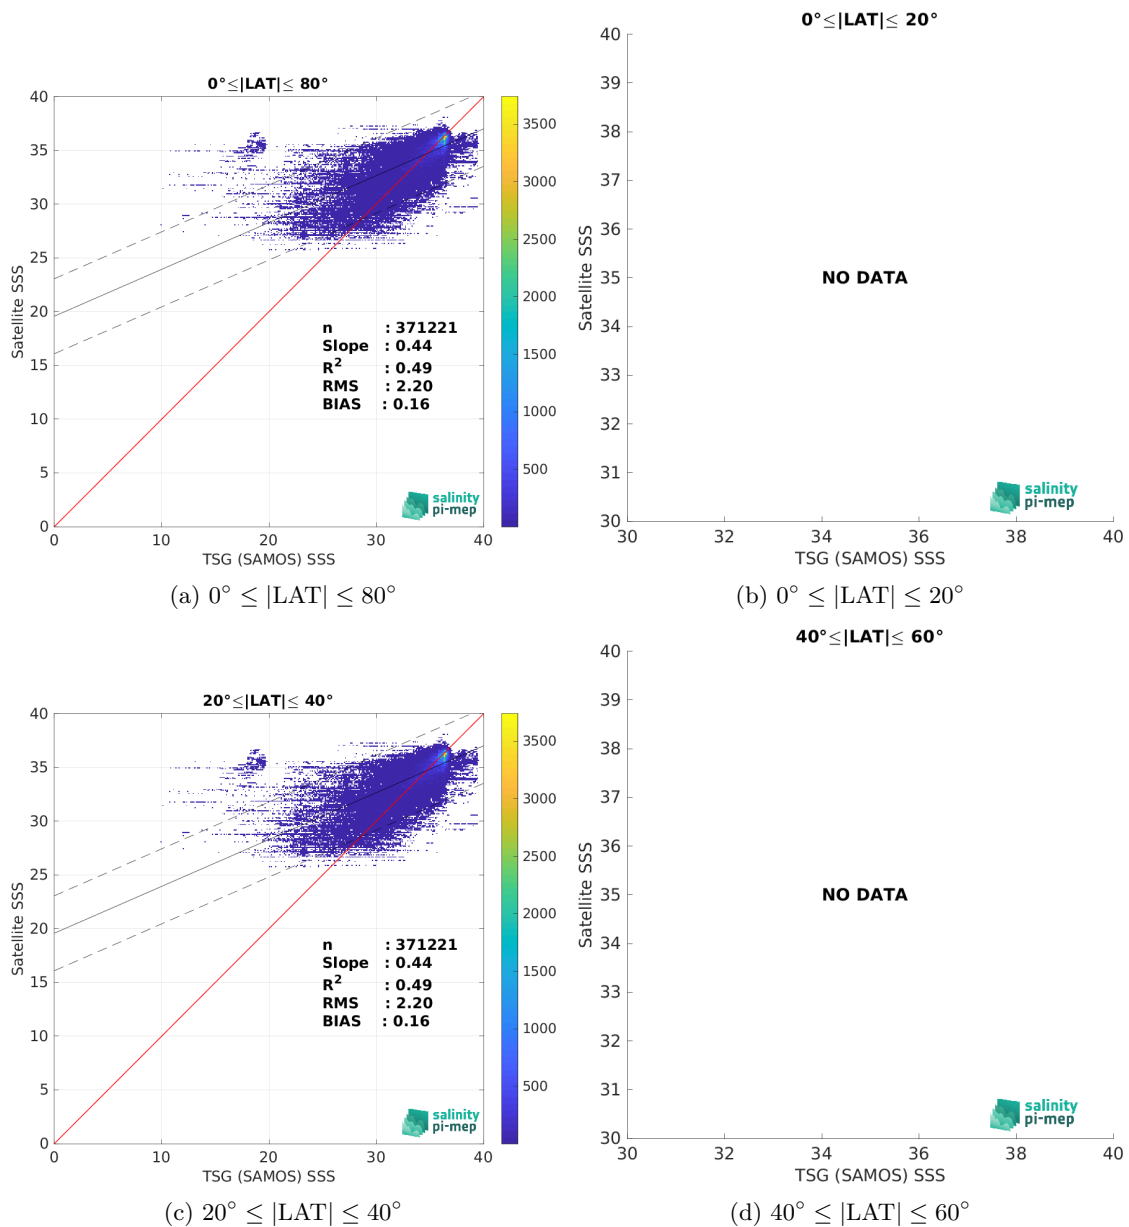 0°≤|LAT|≤ 80°
40
35
30
25
20
15
10
5
0
Satellite SSS
n : 371221
Slope : 0.44
R² : 0.49
RMS : 2.20
BIAS : 0.16
salinity
pi-mep
0 10 20 30 40
TSG (SAMOS) SSS
3500
3000
2500
2000
1500
1000
500
(a) 0° ≤ |LAT| ≤ 80°
0°≤|LAT|≤ 20°
40
39
38
37
36
35
34
33
32
31
30
Satellite SSS
NO DATA
salinity
pi-mep
30 32 34 36 38 40
TSG (SAMOS) SSS
(b) 0° ≤ |LAT| ≤ 20°
20°≤|LAT|≤ 40°
40
35
30
25
20
15
10
5
0
Satellite SSS
n : 371221
Slope : 0.44
R² : 0.49
RMS : 2.20
BIAS : 0.16
salinity
pi-mep
0 10 20 30 40
TSG (SAMOS) SSS
3500
3000
2500
2000
1500
1000
500
(c) 20° ≤ |LAT| ≤ 40°
40°≤|LAT|≤ 60°
40
39
38
37
36
35
34
33
32
31
30
Satellite SSS
NO DATA
salinity
pi-mep
30 32 34 36 38 40
TSG (SAMOS) SSS
(d) 40° ≤ |LAT| ≤ 60°